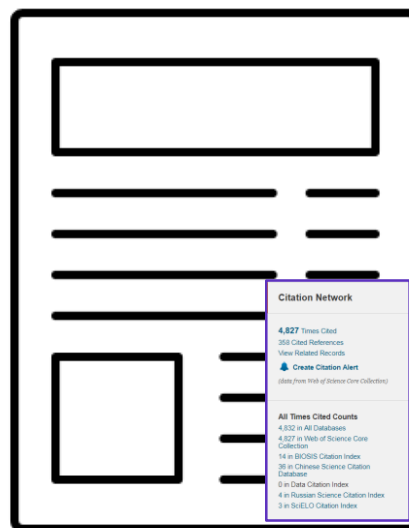 Citation Network
4,827 Times Cited
358 Cited References
View Related Records
Create Citation Alert
(data from Web of Science Core Collection)
All Times Cited Counts
4,832 in All Databases
4,827 in Web of Science Core
Collection
14 in BIOSIS Citation Index
36 in Chinese Science Citation
Database
0 in Data Citation Index
4 in Russian Science Citation Index
3 in SciELO Citation Index